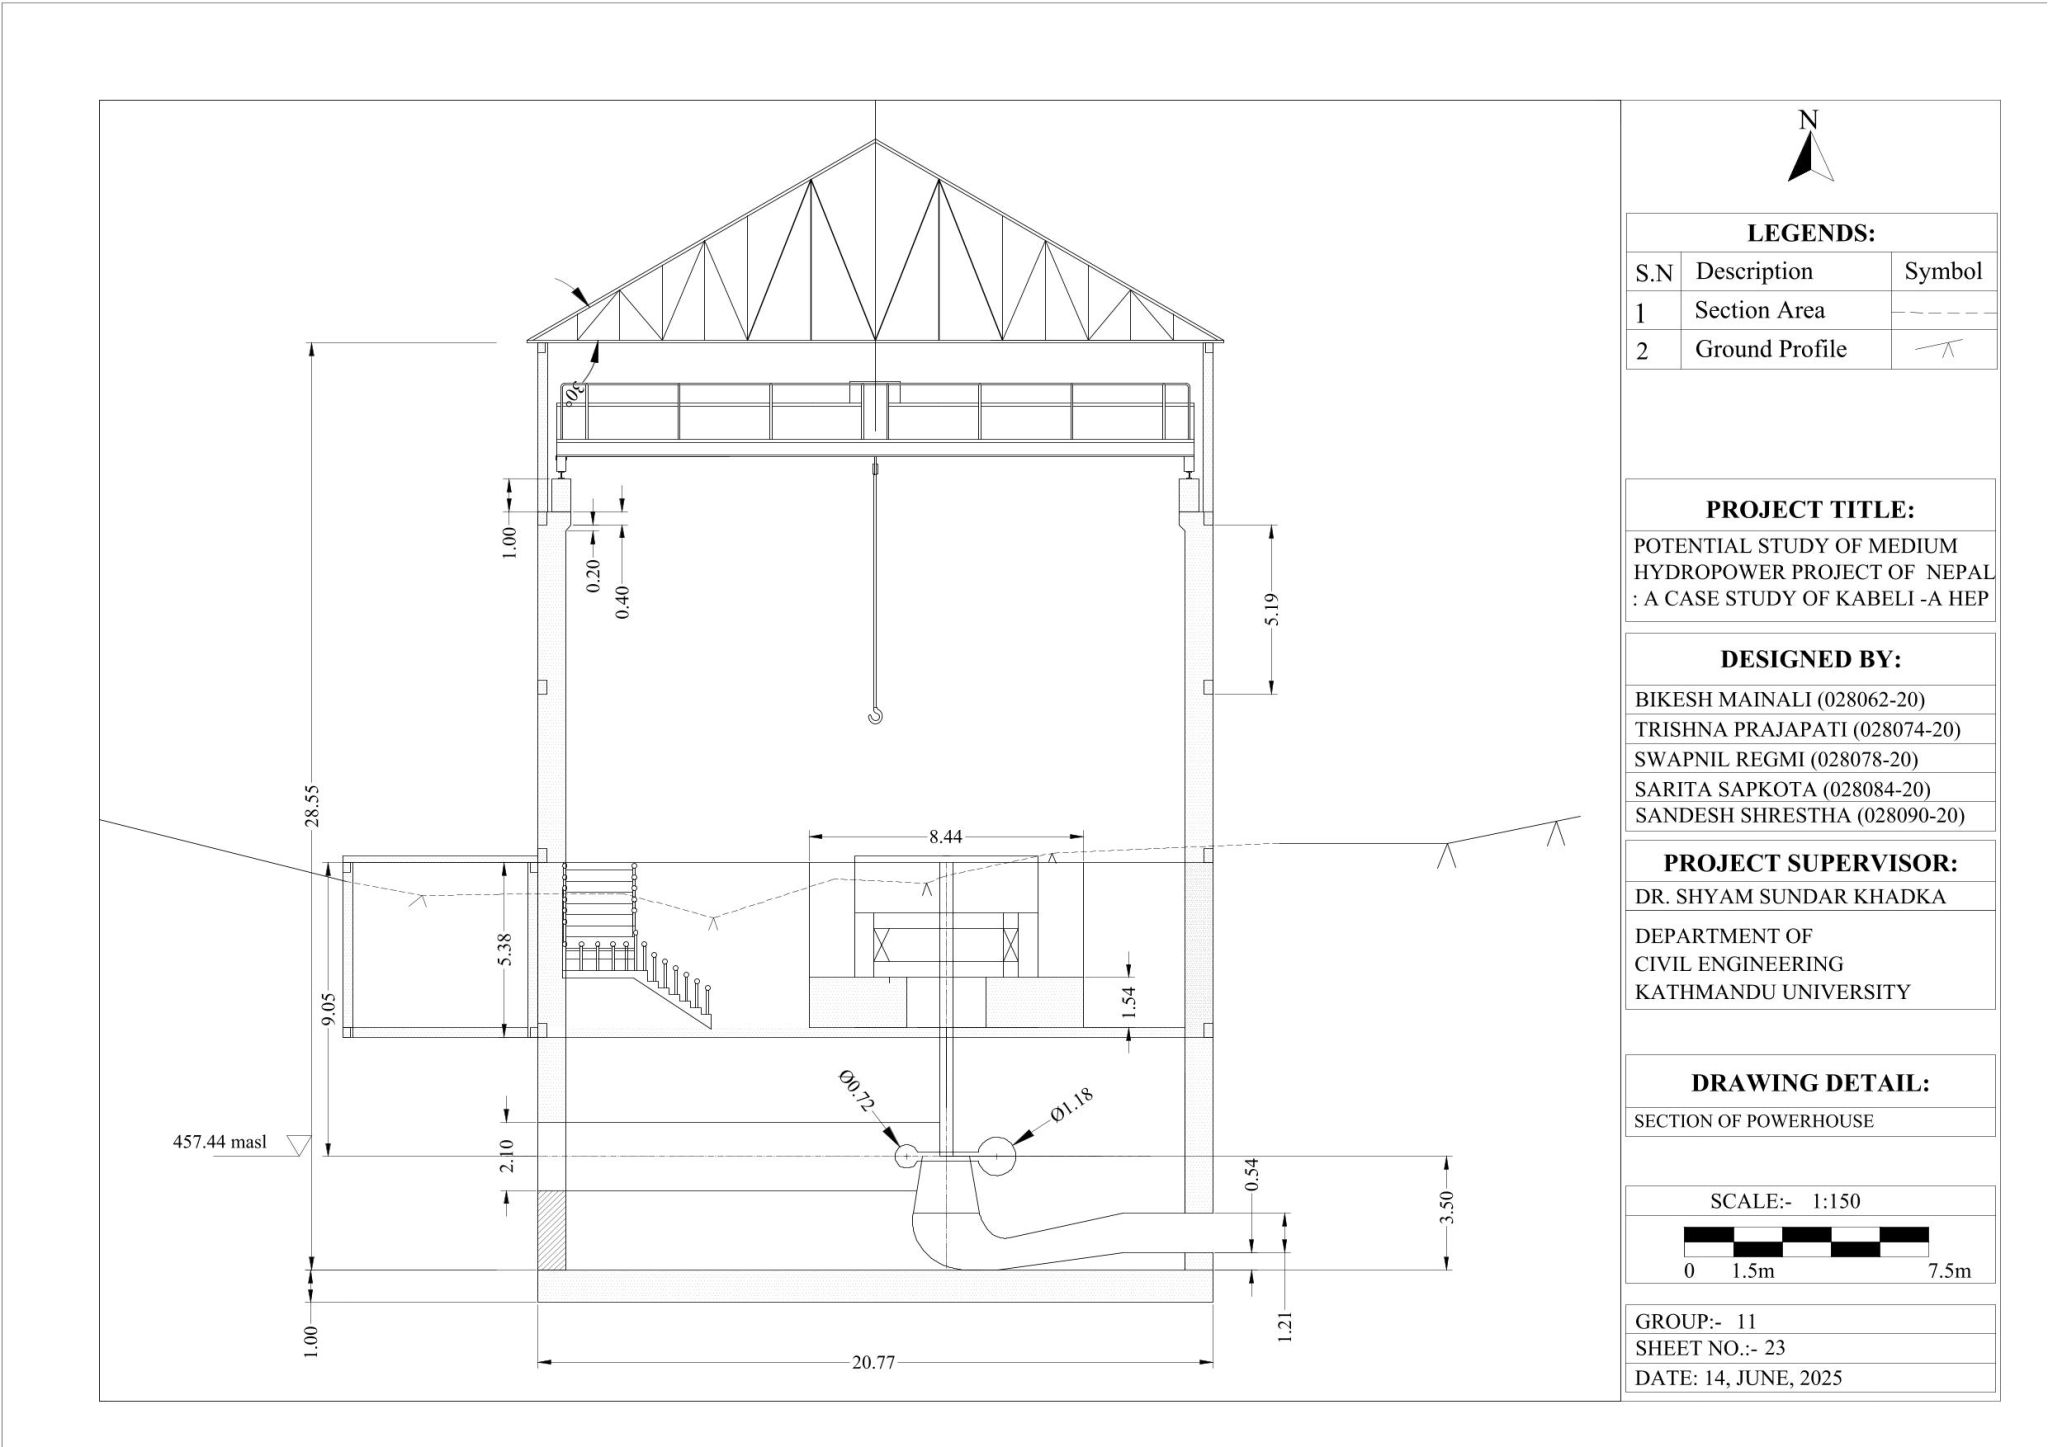 30°
1.00
0.20
0.40
5.19
28.55
8.44
5.38
9.05
1.54
Ø0.72
Ø1.18
457.44 masl
2.10
0.54
3.50
1.00
1.21
20.77
N
LEGENDS:
S.N Description Symbol
1 Section Area
2 Ground Profile
PROJECT TITLE:
POTENTIAL STUDY OF MEDIUM
HYDROPOWER PROJECT OF NEPAL
: A CASE STUDY OF KABELI -A HEP
DESIGNED BY:
BIKESH MAINALI (028062-20)
TRISHNA PRAJAPATI (028074-20)
SWAPNIL REGMI (028078-20)
SARITA SAPKOTA (028084-20)
SANDESH SHRESTHA (028090-20)
PROJECT SUPERVISOR:
DR. SHYAM SUNDAR KHADKA
DEPARTMENT OF
CIVIL ENGINEERING
KATHMANDU UNIVERSITY
DRAWING DETAIL:
SECTION OF POWERHOUSE
SCALE:- 1:150
0 1.5m 7.5m
GROUP:- 11
SHEET NO.:- 23
DATE: 14, JUNE, 2025